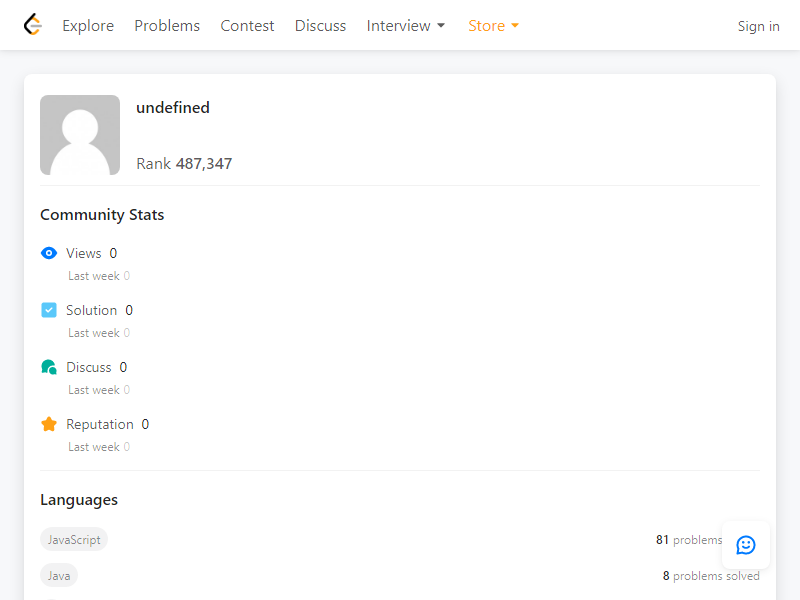 Explore Problems Contest Discuss Interview Store Sign in
undefined
Rank 487,347
Community Stats
Views 0
Last week 0
Solution 0
Last week 0
Discuss 0
Last week 0
Reputation 0
Last week 0
Languages
JavaScript 81 problems
Java 8 problems solved